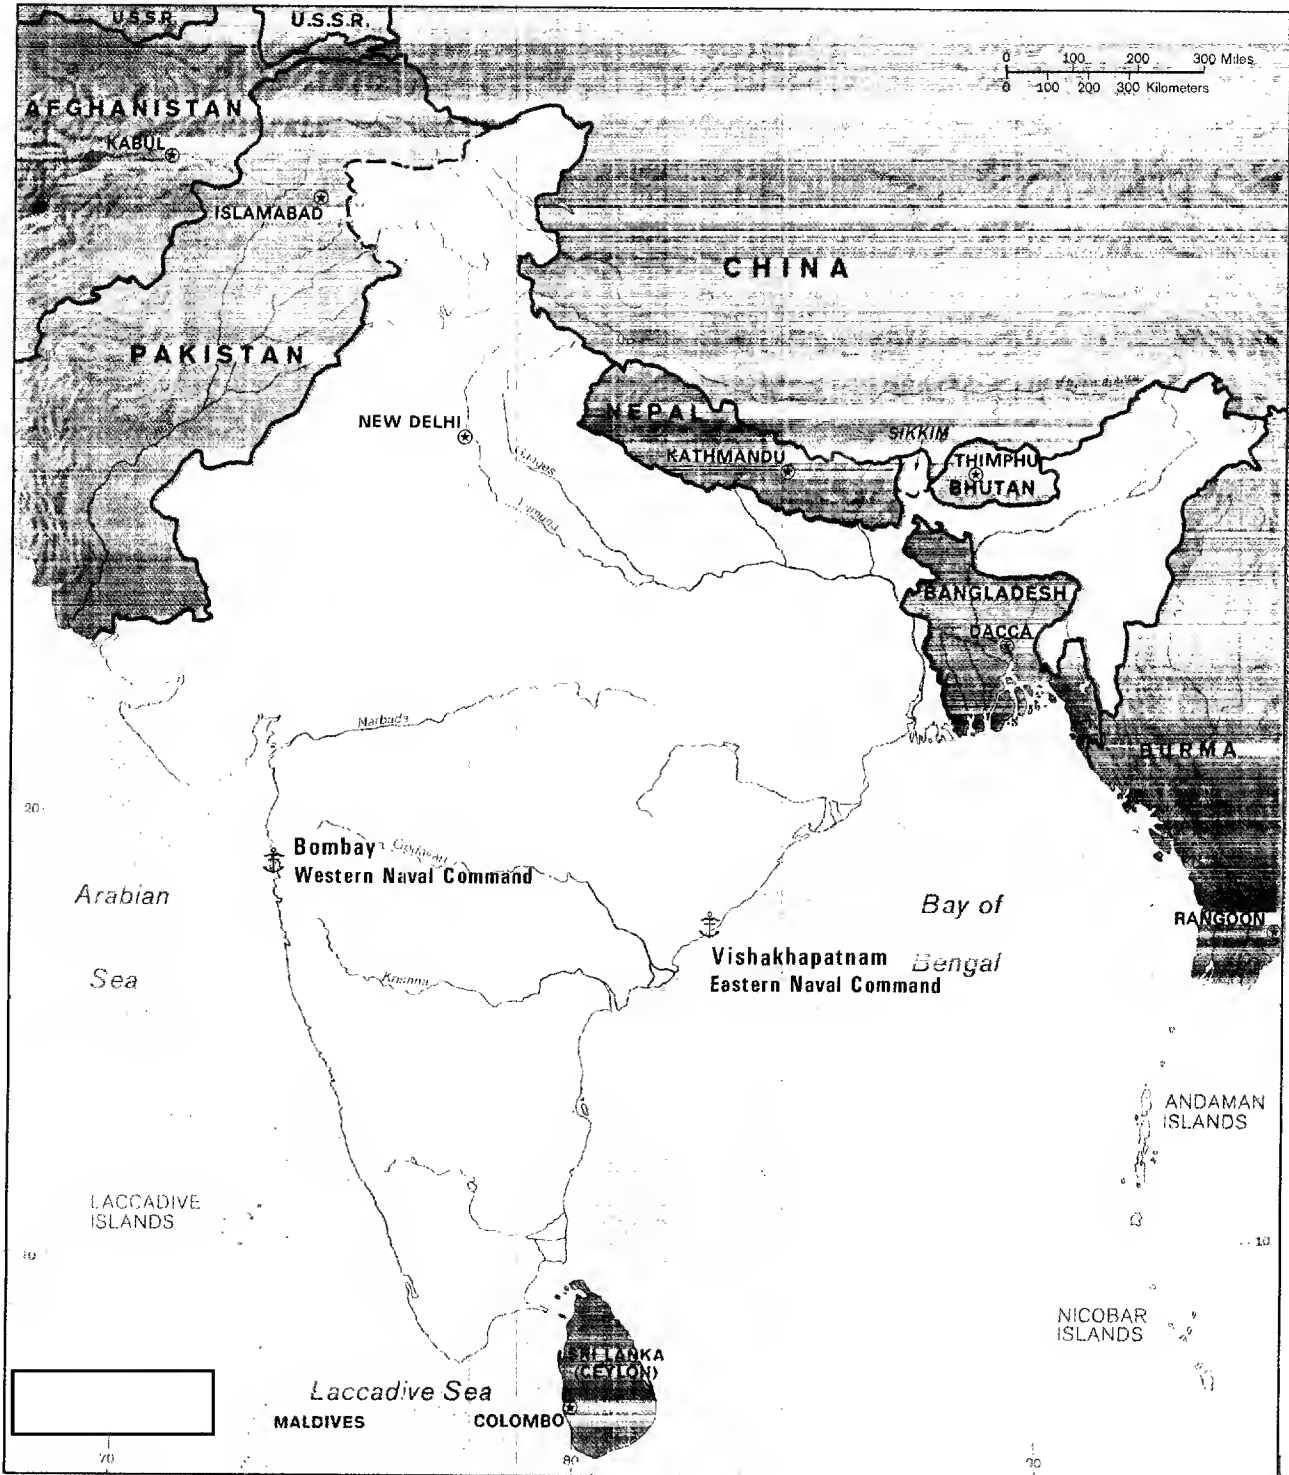 U.S.S.R.
U.S.S.R.
0 100 200 300 Miles
0 100 200 300 Kilometers
AFGHANISTAN
KABUL
ISLAMABAD
CHINA
PAKISTAN
NEW DELHI
NEPAL
KATHMANDU
SIKKIM
THIMPHU
BHUTAN
Ganges
BANGLADESH
DACCA
Narbada
BURMA
20
Bombay
Western Naval Command
Godavari
Arabian
Sea
Bay of
Bengal
RANGOON
Vishakhapatnam
Eastern Naval Command
Krishna
ANDAMAN
ISLANDS
LACCADIVE
ISLANDS
10
10
NICOBAR
ISLANDS
SRI LANKA
(CEYLON)
Laccadive Sea
MALDIVES
COLOMBO
70
80
90